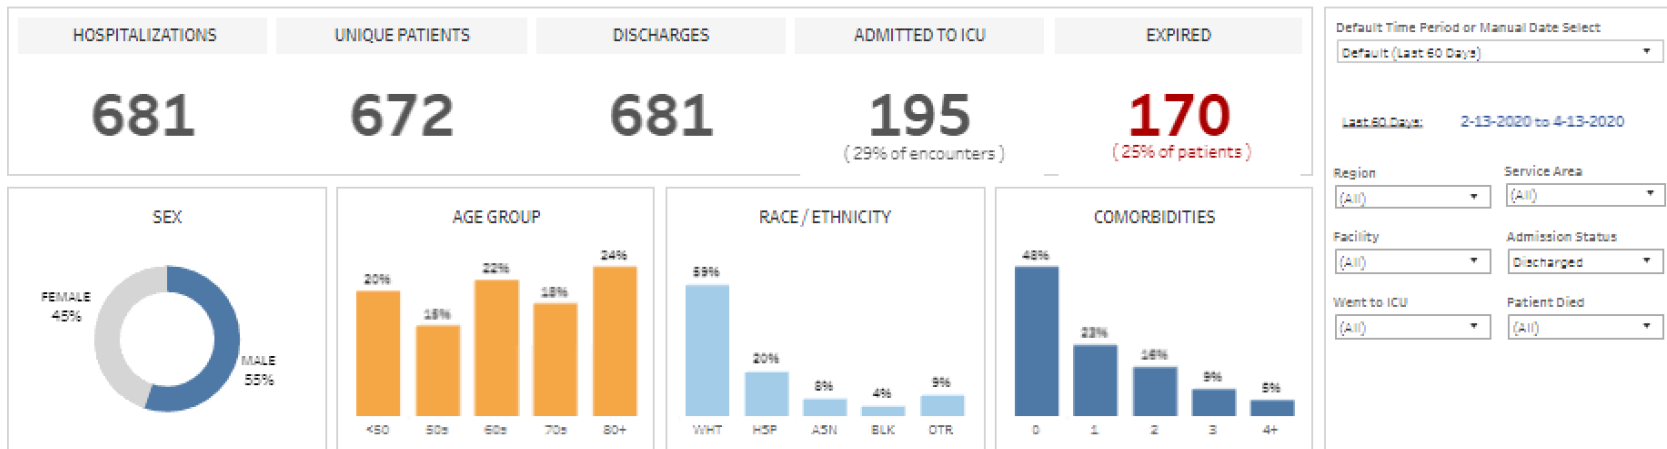 HOSPITALIZATIONS
UNIQUE PATIENTS
DISCHARGES
ADMITTED TO ICU
EXPIRED
681
672
681
195
170
( 29% of encounters )
( 25% of patients )
Default Time Period or Manual Date Select
Default (Last 60 Days)
Last 60 Days:
2-13-2020 to 4-13-2020
Region
Service Area
(All)
(All)
Facility
Admission Status
(All)
Discharged
Went to ICU
Patient Died
(All)
(All)
SEX
FEMALE
45%
MALE
55%
AGE GROUP
20%
16%
22%
18%
24%
<50
50s
60s
70s
80+
RACE / ETHNICITY
59%
20%
8%
4%
9%
WHT
HSP
ASN
BLK
OTR
COMORBIDITIES
48%
23%
16%
9%
5%
0
1
2
3
4+